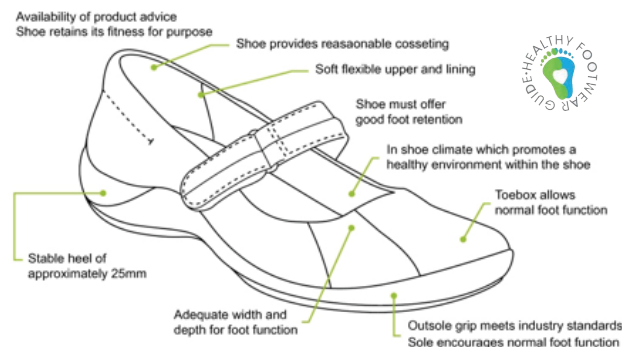 Availability of product advice
Shoe retains its fitness for purpose
Shoe provides reasaonable cosseting
Soft flexible upper and lining
HEALTHY FOOTWEAR GUIDE·
Shoe must offer
good foot retention
In shoe climate which promotes a
healthy environment within the shoe
Toebox allows
normal foot function
Stable heel of
approximately 25mm
Adequate width and
depth for foot function
Outsole grip meets industry standards
Sole encourages normal foot function